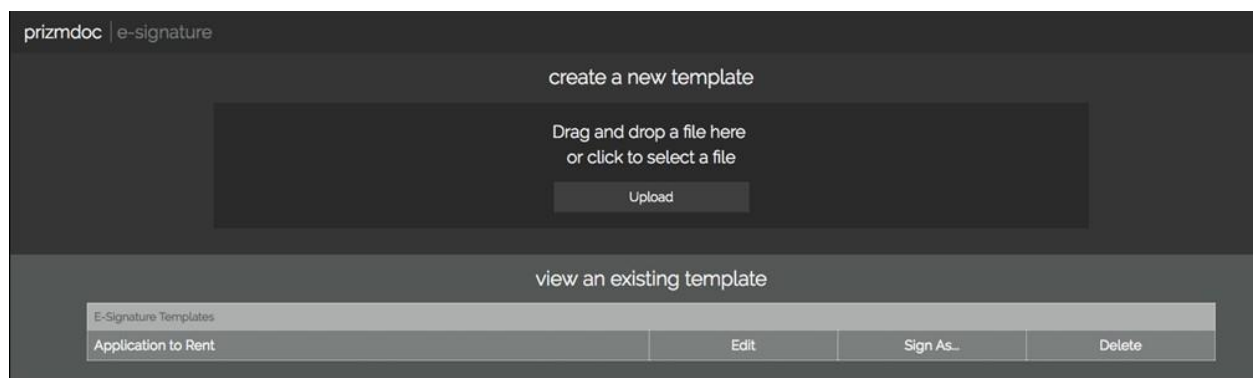 prizmdoc | e-signature
create a new template
Drag and drop a file here
or click to select a file
Upload
view an existing template
E-Signature Templates
Application to Rent Edit Sign As... Delete